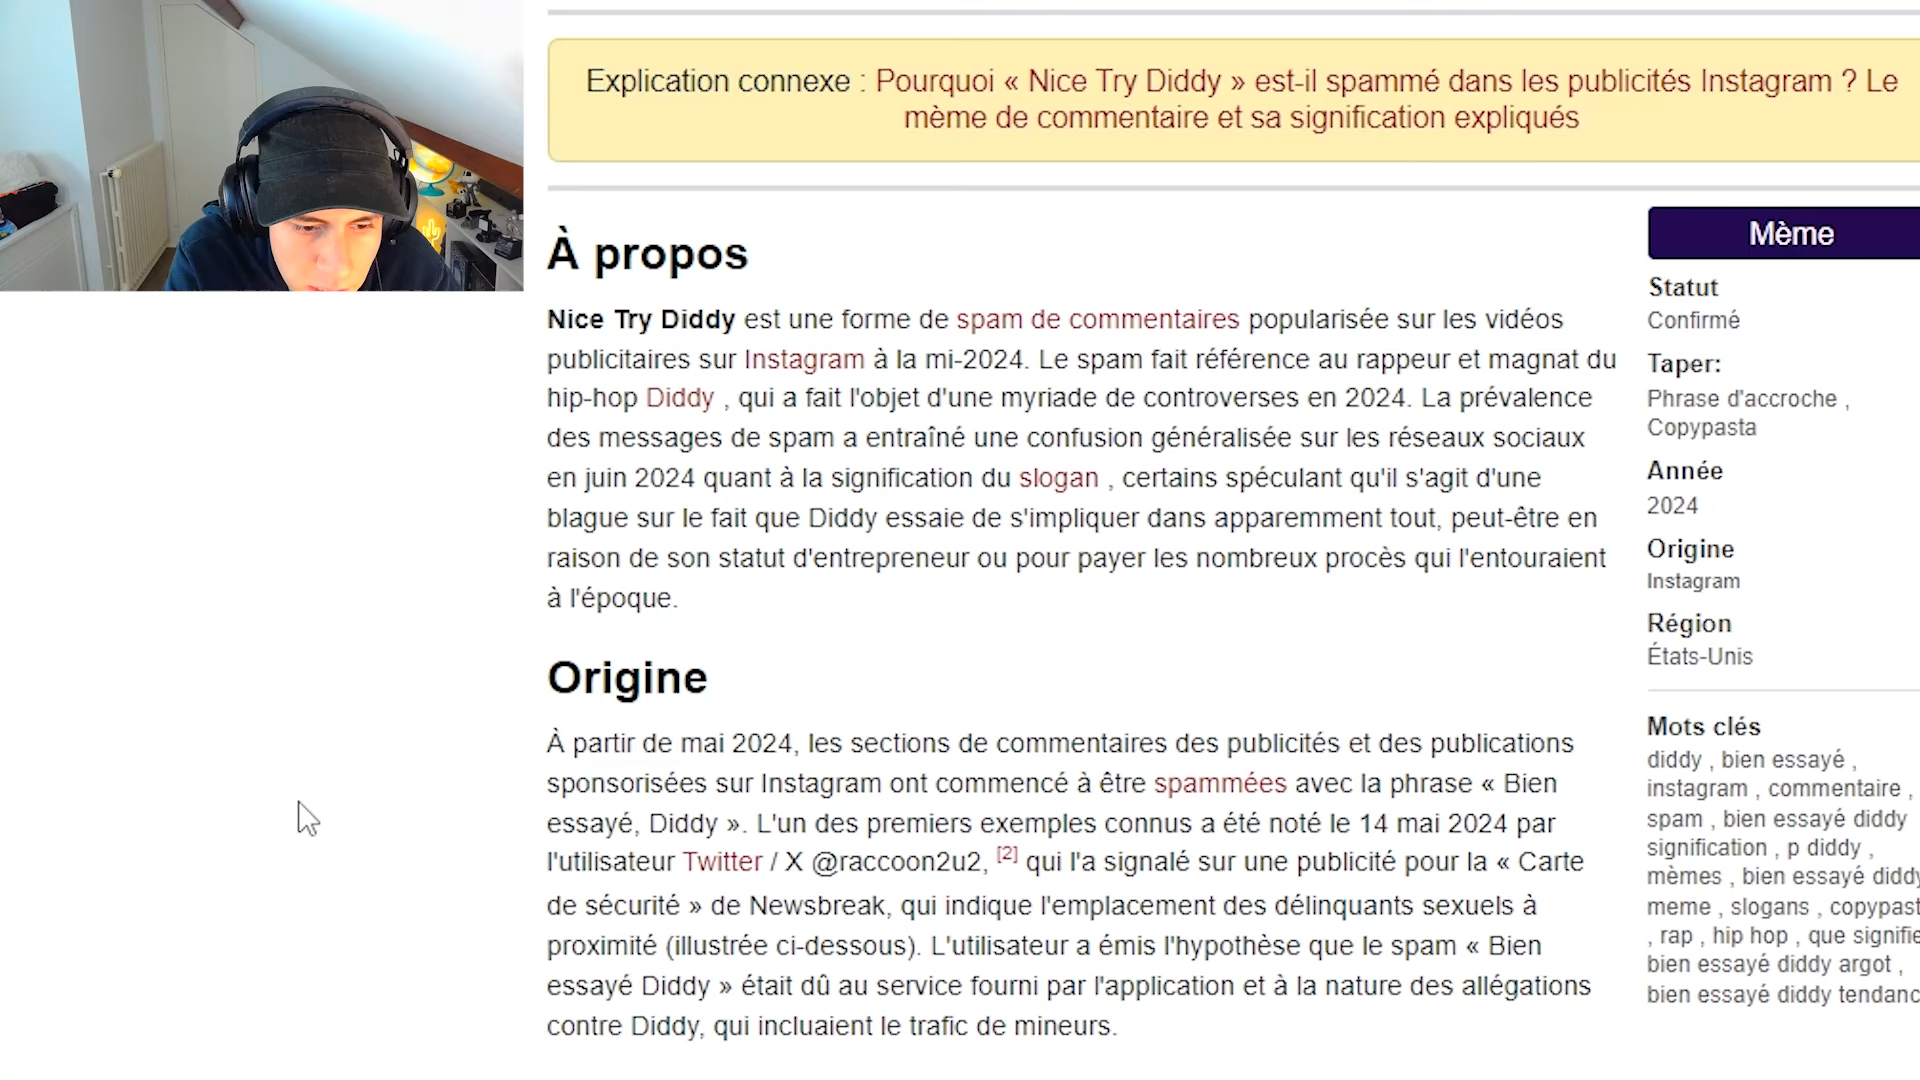 Explication connexe : Pourquoi « Nice Try Diddy » est-il spammé dans les publicités Instagram ? Le
mème de commentaire et sa signification expliqués
À propos
Nice Try Diddy est une forme de spam de commentaires popularisée sur les vidéos
publicitaires sur Instagram à la mi-2024. Le spam fait référence au rappeur et magnat du
hip-hop Diddy , qui a fait l'objet d'une myriade de controverses en 2024. La prévalence
des messages de spam a entraîné une confusion généralisée sur les réseaux sociaux
en juin 2024 quant à la signification du slogan , certains spéculant qu'il s'agit d'une
blague sur le fait que Diddy essaie de s'impliquer dans apparemment tout, peut-être en
raison de son statut d'entrepreneur ou pour payer les nombreux procès qui l'entouraient
à l'époque.
Origine
À partir de mai 2024, les sections de commentaires des publicités et des publications
sponsorisées sur Instagram ont commencé à être spammées avec la phrase « Bien
essayé, Diddy ». L'un des premiers exemples connus a été noté le 14 mai 2024 par
l'utilisateur Twitter / X @raccoon2u2, [2] qui l'a signalé sur une publicité pour la « Carte
de sécurité » de Newsbreak, qui indique l'emplacement des délinquants sexuels à
proximité (illustrée ci-dessous). L'utilisateur a émis l'hypothèse que le spam « Bien
essayé Diddy » était dû au service fourni par l'application et à la nature des allégations
contre Diddy, qui incluaient le trafic de mineurs.
Mème
Statut
Confirmé
Taper:
Phrase d'accroche ,
Copypasta
Année
2024
Origine
Instagram
Région
États-Unis
Mots clés
diddy , bien essayé ,
instagram , commentaire ,
spam , bien essayé diddy
signification , p diddy ,
mèmes , bien essayé diddy
meme , slogans , copypast
, rap , hip hop , que signifie
bien essayé diddy argot ,
bien essayé diddy tendanc